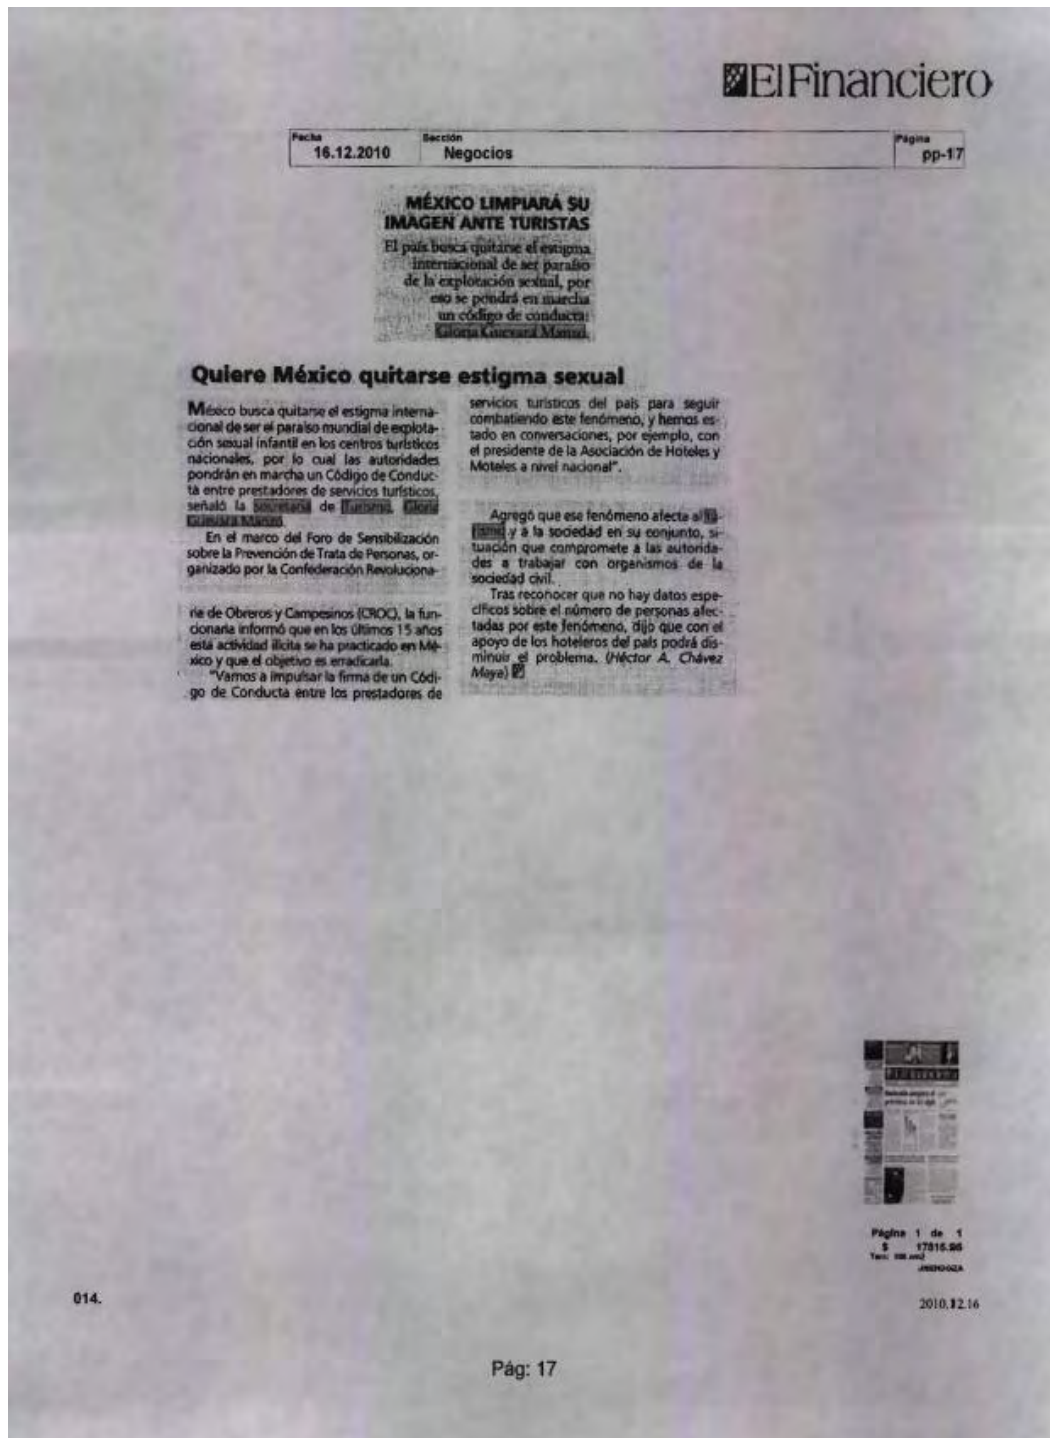 El Financiero
Fecha
16.12.2010
Sección
Negocios
Página
pp-17
MÉXICO LIMPIARÁ SU
IMAGEN ANTE TURISTAS
El país busca quitarse el estigma
internacional de ser paraíso
de la explotación sexual, por
eso se pondrá en marcha
un código de conducta:
Gloria Guevara Manzo.
Quiere México quitarse estigma sexual
México busca quitarse el estigma interna-
cional de ser el paraíso mundial de explota-
ción sexual infantil en los centros turísticos
nacionales, por lo cual las autoridades
pondrán en marcha un Código de Conduc-
ta entre prestadores de servicios turísticos,
señaló la secretaria de Turismo, Gloria
Guevara Manzo.
En el marco del Foro de Sensibilización
sobre la Prevención de Trata de Personas, or-
ganizado por la Confederación Revoluciona-
ria de Obreros y Campesinos (CROC), la fun-
cionaria informó que en los últimos 15 años
esta actividad ilícita se ha practicado en Mé-
xico y que el objetivo es erradicarla.
"Vamos a impulsar la firma de un Códi-
go de Conducta entre los prestadores de
servicios turísticos del país para seguir
combatiendo este fenómeno, y hemos es-
tado en conversaciones, por ejemplo, con
el presidente de la Asociación de Hoteles y
Moteles a nivel nacional".
Agregó que ese fenómeno afecta al tu-
rismo y a la sociedad en su conjunto, si-
tuación que compromete a las autorida-
des a trabajar con organismos de la
sociedad civil.
Tras reconocer que no hay datos espe-
cíficos sobre el número de personas afec-
tadas por este fenómeno, dijo que con el
apoyo de los hoteleros del país podrá dis-
minuir el problema. (Héctor A. Chávez
Maya)
Página 1 de 1
$ 17815.96
014.
2010.12.16
Pág: 17